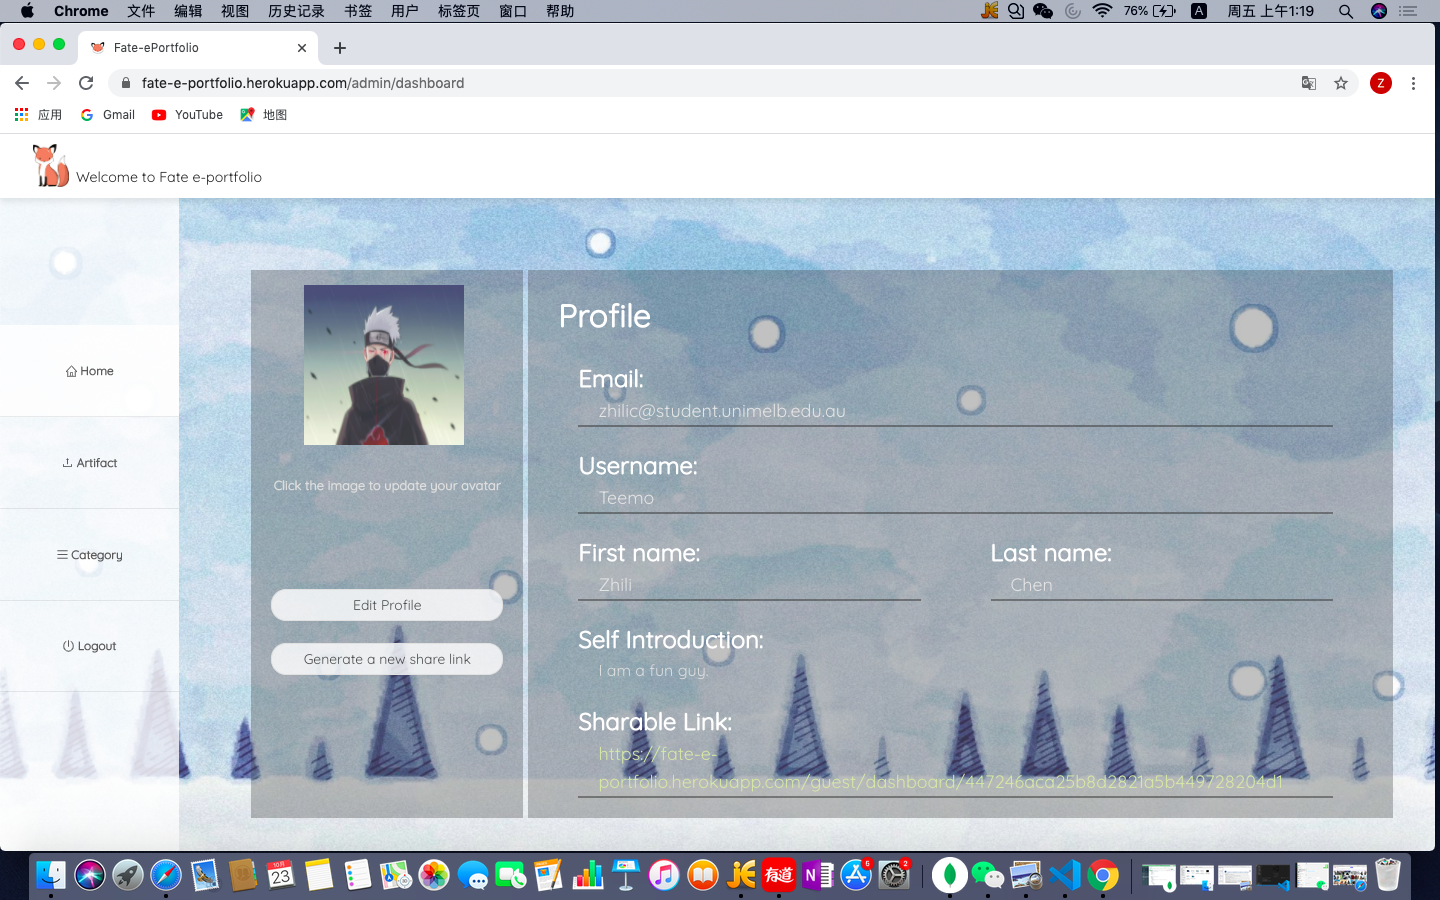 Chrome 文件 编辑 视图 历史记录 书签 用户 标签页 窗口 帮助 76% A 周五 上午1:19
Fate-ePortfolio
fate-e-portfolio.herokuapp.com/admin/dashboard Z
应用 Gmail YouTube 地图
Welcome to Fate e-portfolio
Home
Artifact
Category
Logout
Click the image to update your avatar
Edit Profile
Generate a new share link
Profile
Email:
zhilic@student.unimelb.edu.au
Username:
Teemo
First name: Last name:
Zhili Chen
Self Introduction:
I am a fun guy.
Sharable Link:
https://fate-e-
portfolio.herokuapp.com/guest/dashboard/447246aca25b8d2821a5b449728204d1
10月
23
有道
N
6
2